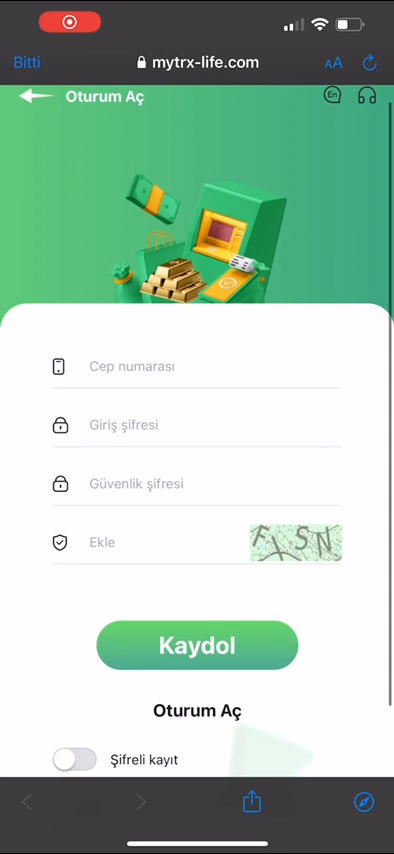 Bitti
mytrx-life.com
AA
Oturum Aç
En
Cep numarası
Giriş şifresi
Güvenlik şifresi
Ekle
FISN
Kaydol
Oturum Aç
Şifreli kayıt